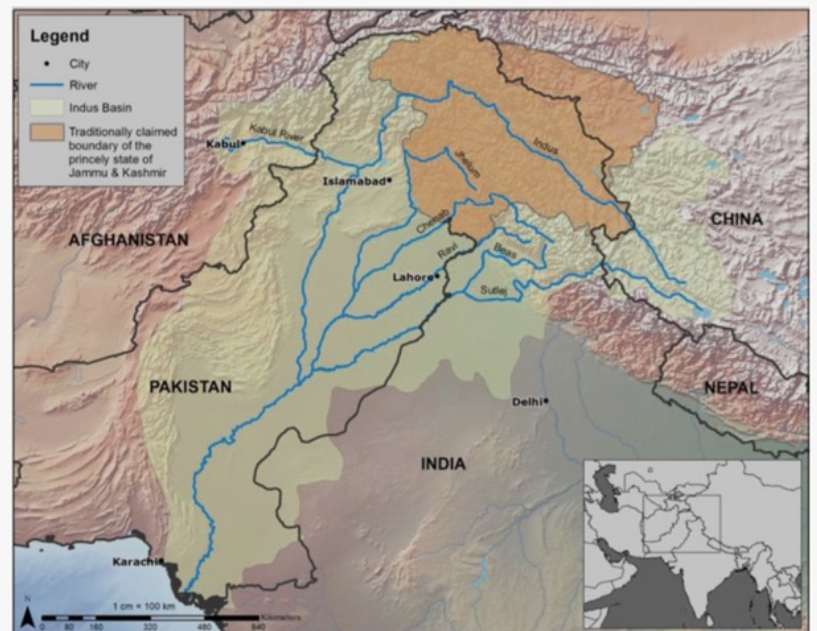 Legend
City
River
Indus Basin
Traditionally claimed
boundary of the
princely state of
Jammu & Kashmir
Kabul
Kabul River
Indus
Jhelum
Islamabad
CHINA
AFGHANISTAN
Chenab
Ravi
Beas
Lahore
Sutlej
PAKISTAN
NEPAL
Delhi
INDIA
Karachi
N
1 cm = 100 km
Kilometers
0 80 160 320 480 640